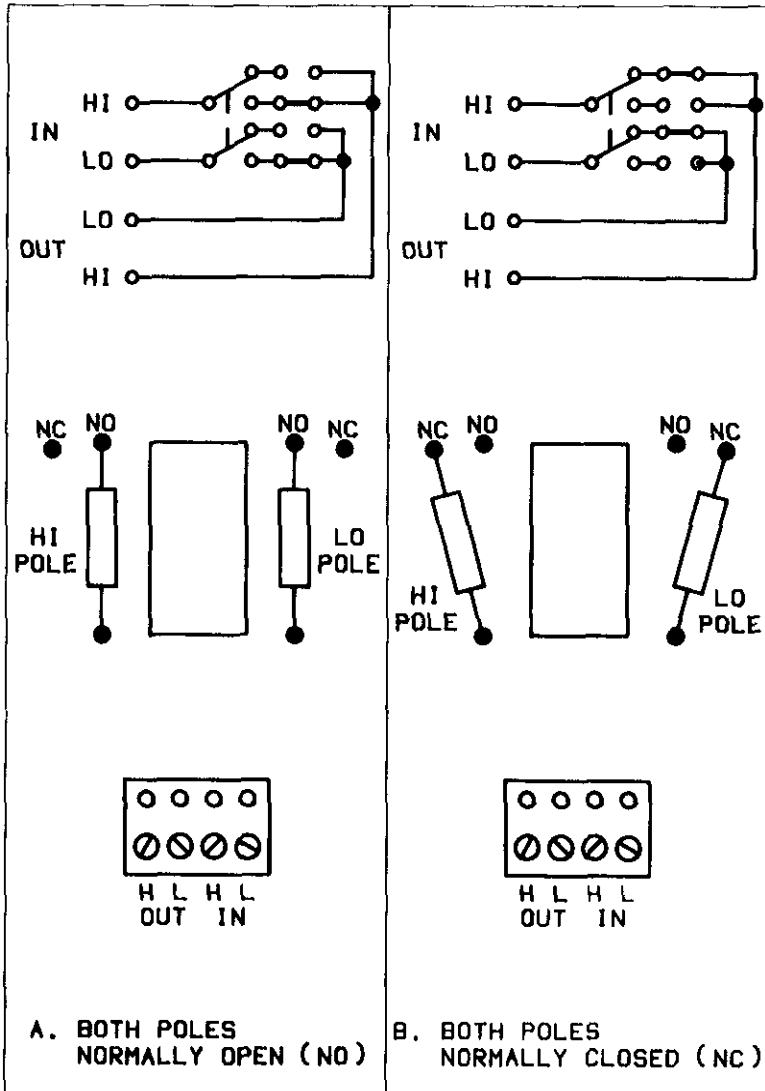 HI
IN
LO
LO
OUT
HI
NC NO NO NC
HI
POLE
LO
POLE
H L H L
OUT IN
A. BOTH POLES
NORMALLY OPEN (NO)
HI
IN
LO
LO
OUT
HI
NC NO NO NC
HI
POLE
LO
POLE
H L H L
OUT IN
B. BOTH POLES
NORMALLY CLOSED (NC)